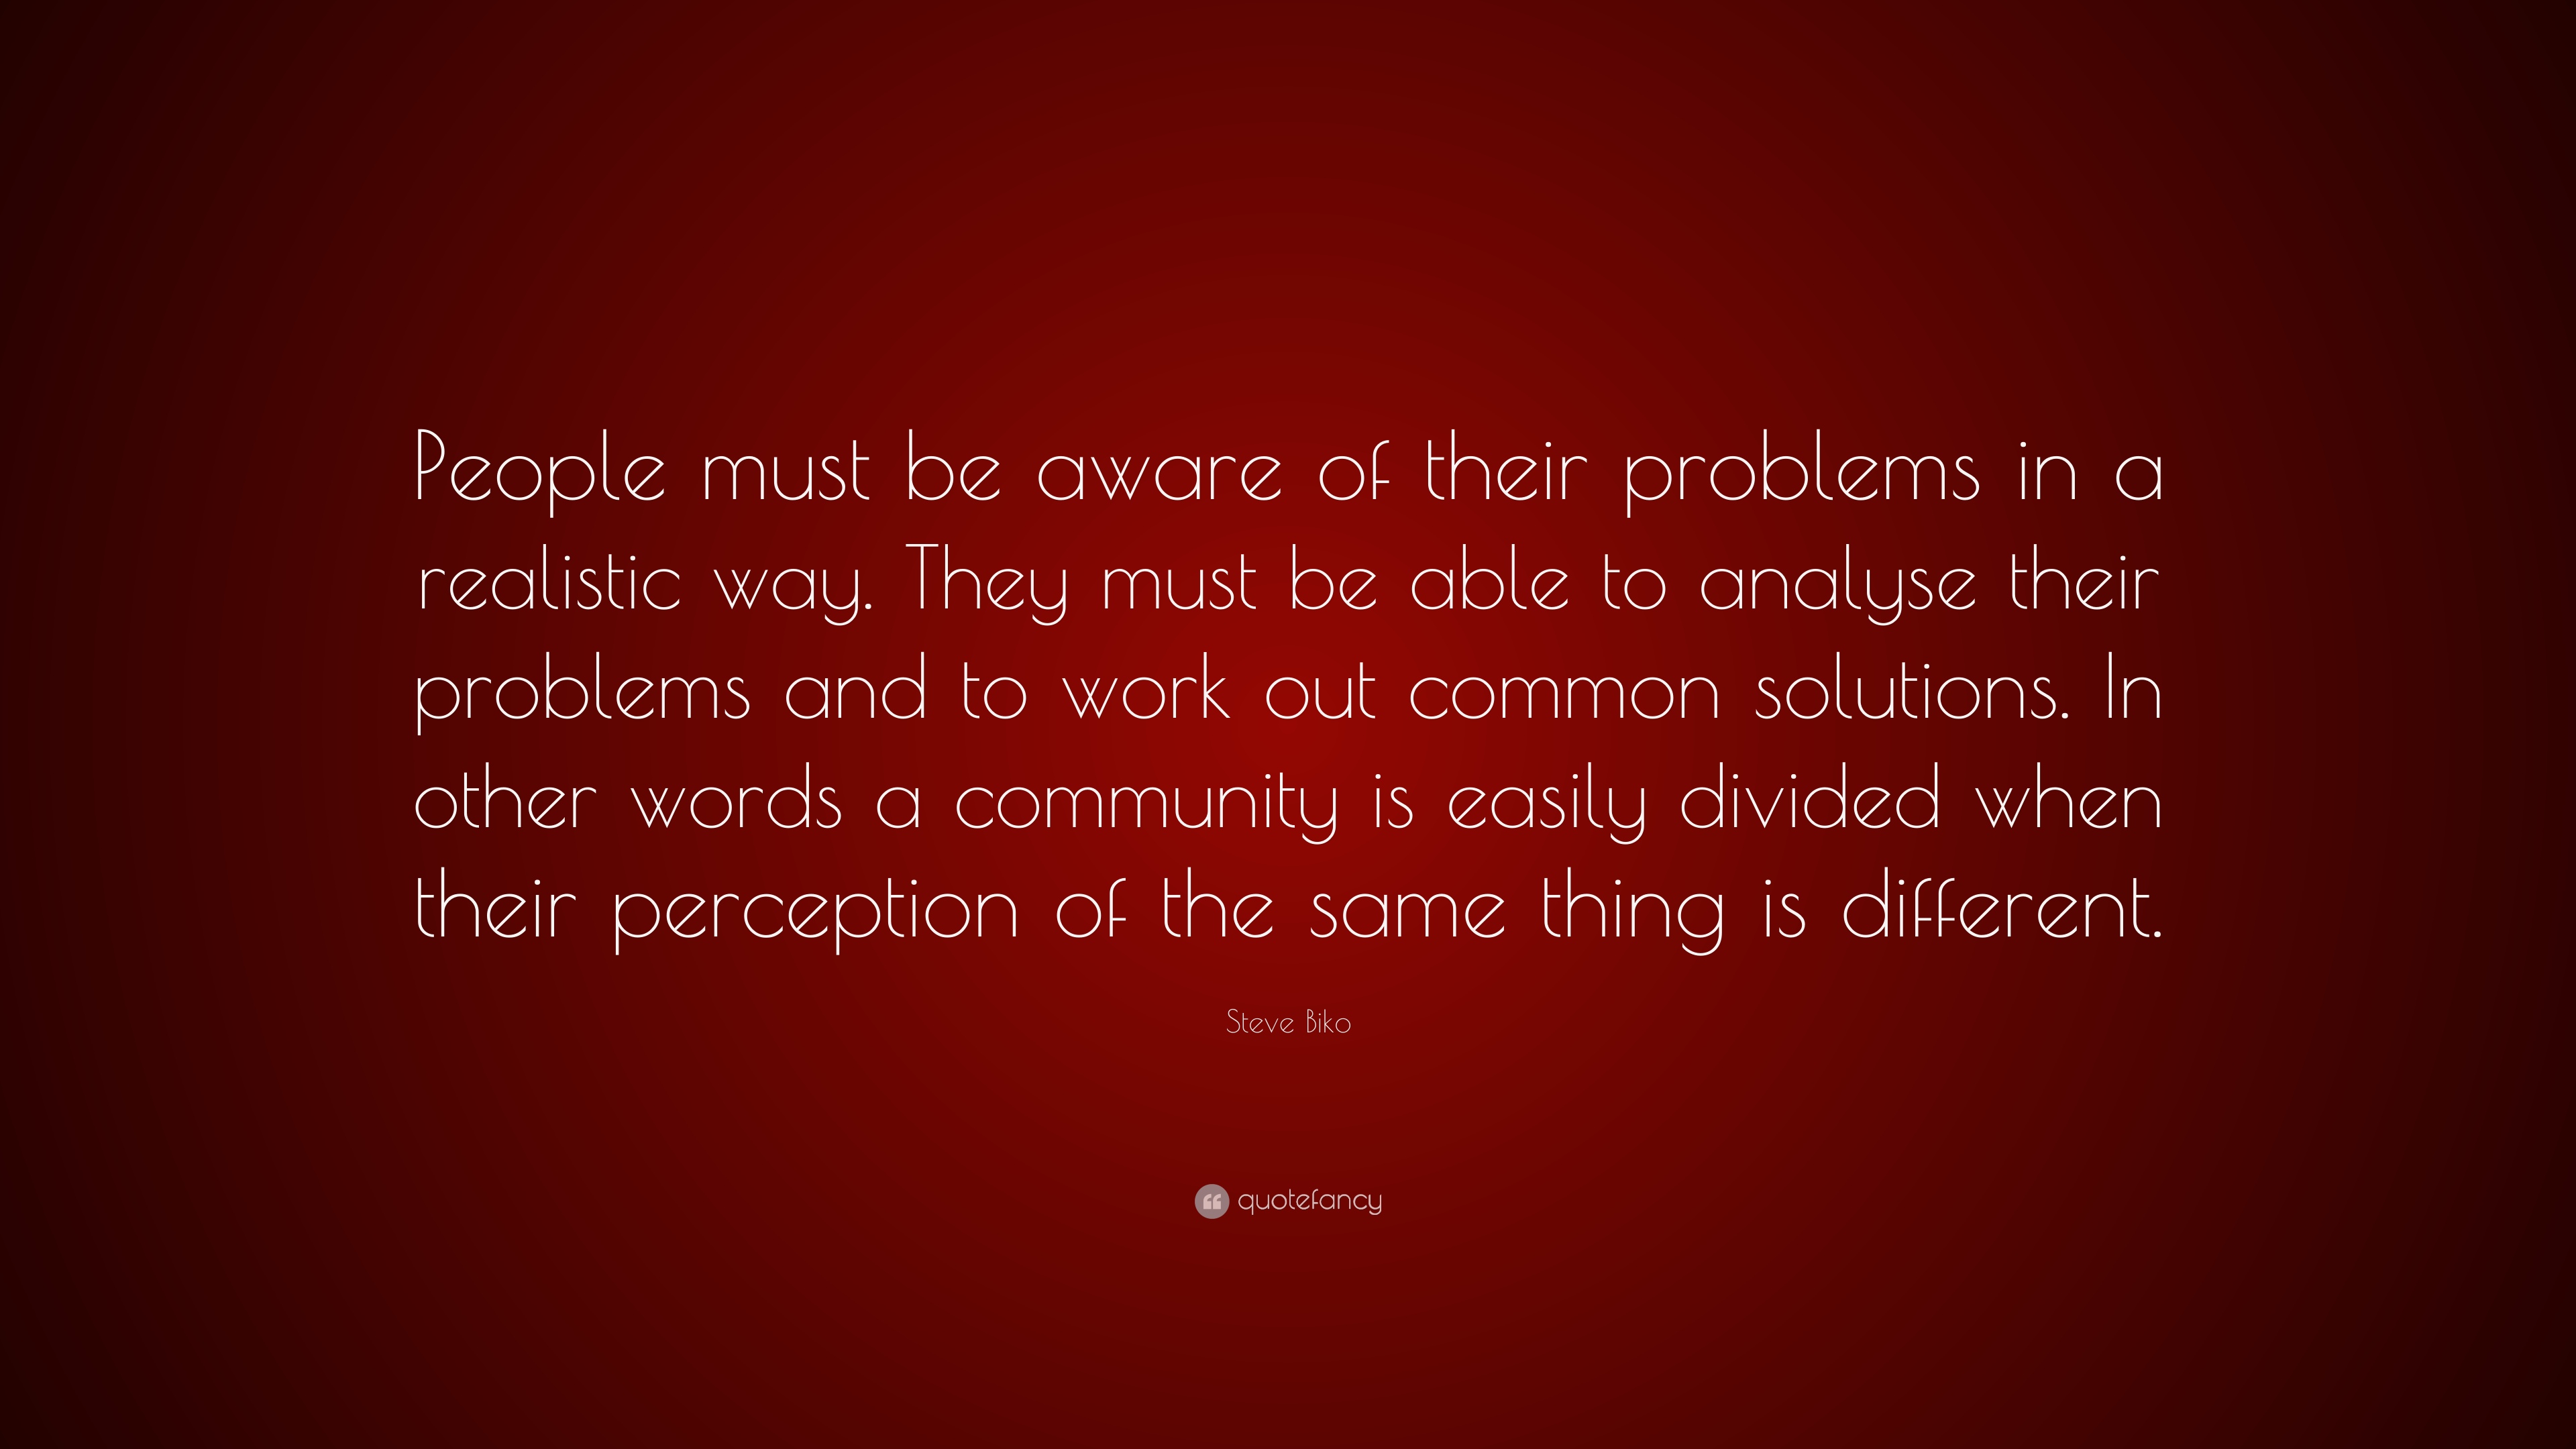 People must be aware of their problems in a
realistic way. They must be able to analyse their
problems and to work out common solutions. In
other words a community is easily divided when
their perception of the same thing is different.
Steve Biko
quotefancy